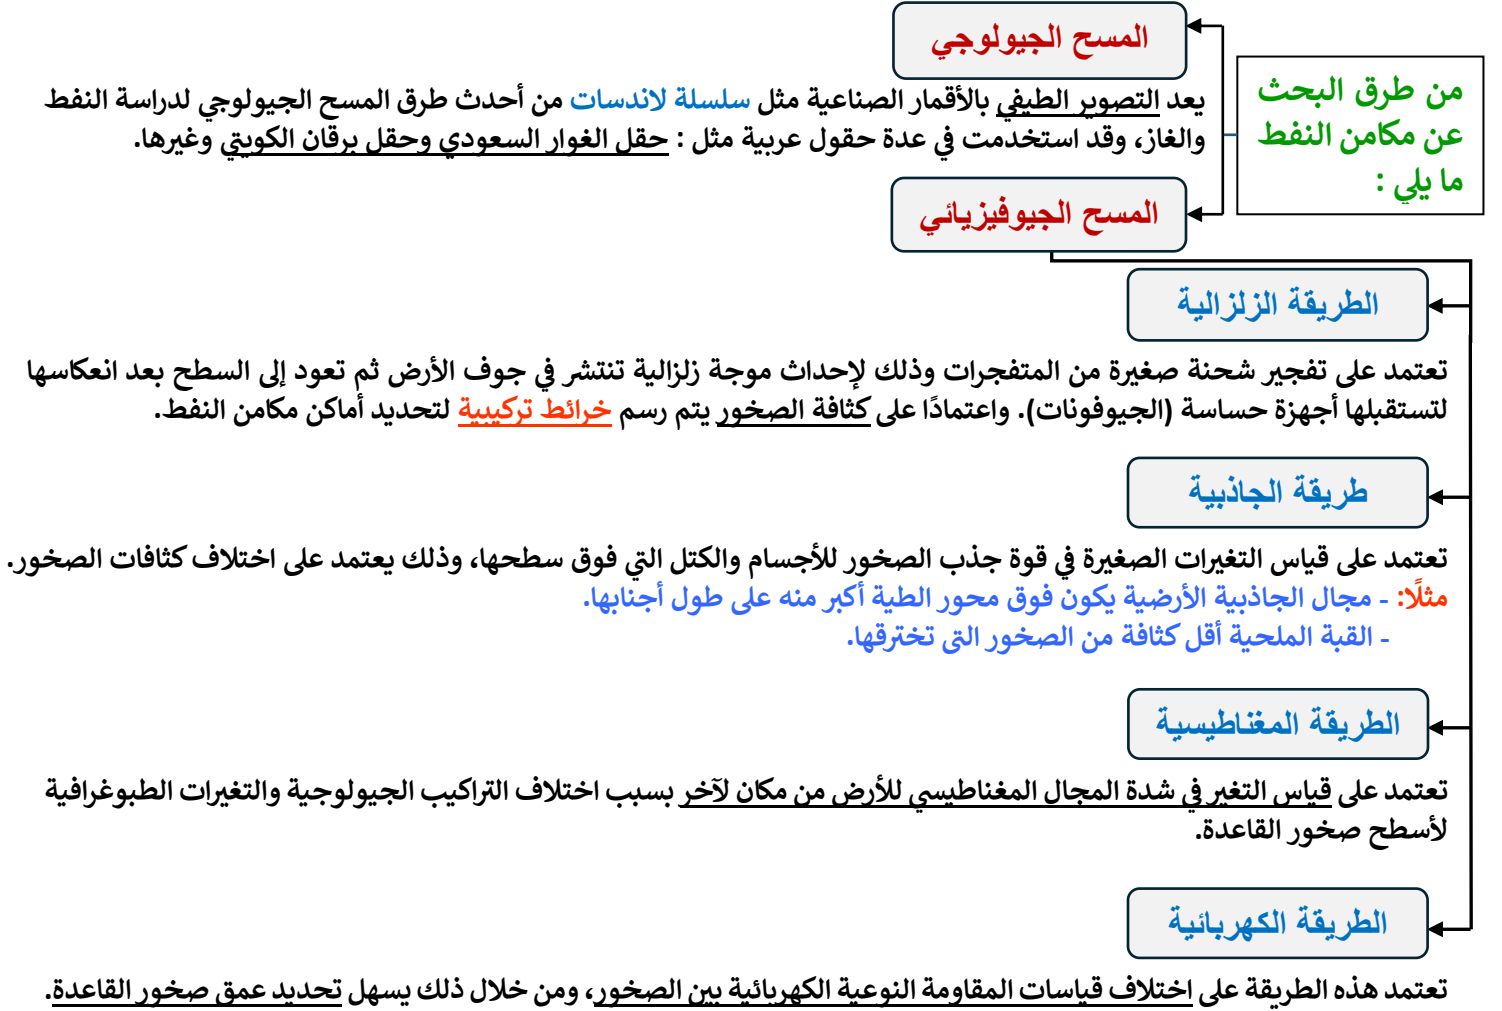 من طرق البحث
عن مكامن النفط
ما يلي :
المسح الجيولوجي
يعد التصوير الطيفي بالأقمار الصناعية مثل سلسلة لاندسات من أحدث طرق المسح الجيولوجي لدراسة النفط
والغاز، وقد استخدمت في عدة حقول عربية مثل : حقل الغوار السعودي وحقل برقان الكويتي وغيرها.
المسح الجيوفيزيائي
الطريقة الزلزالية
تعتمد على تفجير شحنة صغيرة من المتفجرات وذلك لإحداث موجة زلزالية تنتشر في جوف الأرض ثم تعود إلى السطح بعد انعكاسها
لتستقبلها أجهزة حساسة (الجيوفونات). واعتمادًا على كثافة الصخور يتم رسم خرائط تركيبية لتحديد أماكن مكامن النفط.
طريقة الجاذبية
تعتمد على قياس التغيرات الصغيرة في قوة جذب الصخور للأجسام والكتل التي فوق سطحها، وذلك يعتمد على اختلاف كثافات الصخور.
مثلًا: - مجال الجاذبية الأرضية يكون فوق محور الطية أكبر منه على طول أجنابها.
- القبة الملحية أقل كثافة من الصخور التى تخترقها.
الطريقة المغناطيسية
تعتمد على قياس التغير في شدة المجال المغناطيسي للأرض من مكان لآخر بسبب اختلاف التراكيب الجيولوجية والتغيرات الطبوغرافية
لأسطح صخور القاعدة.
الطريقة الكهربائية
تعتمد هذه الطريقة على اختلاف قياسات المقاومة النوعية الكهربائية بين الصخور، ومن خلال ذلك يسهل تحديد عمق صخور القاعدة.